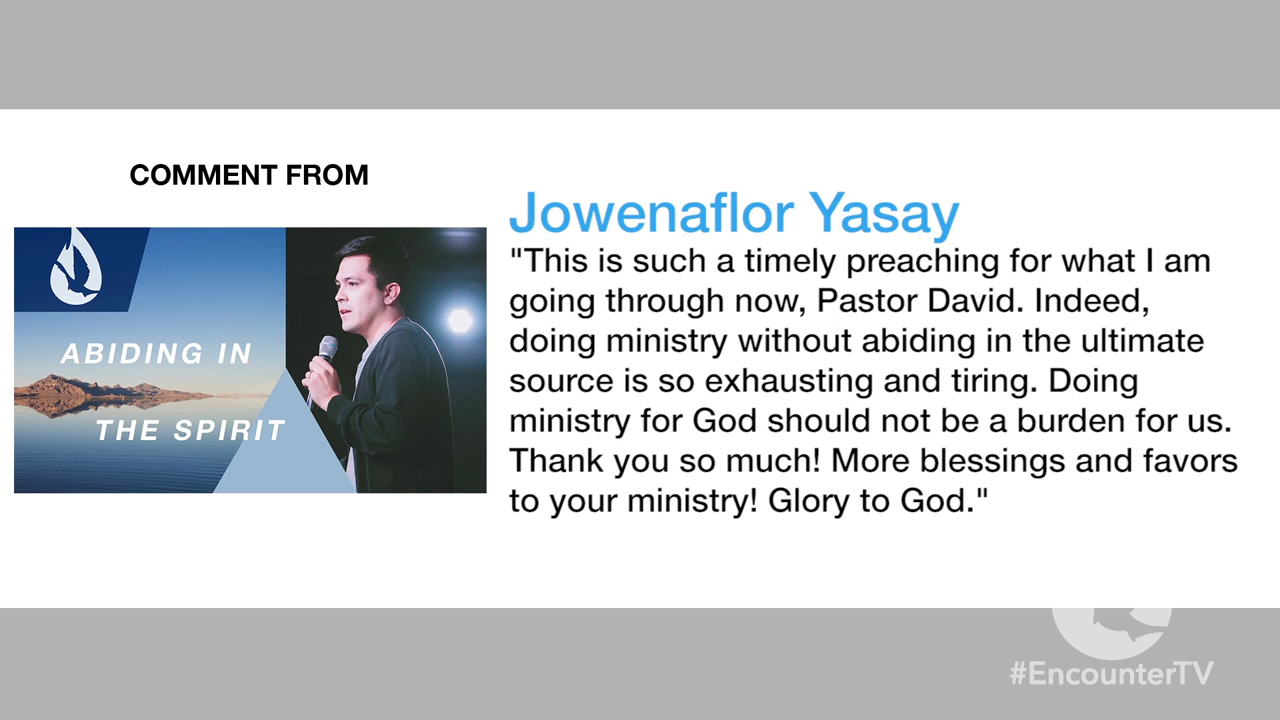 COMMENT FROM
ABIDING IN
THE SPIRIT
Jowenaflor Yasay
"This is such a timely preaching for what I am
going through now, Pastor David. Indeed,
doing ministry without abiding in the ultimate
source is so exhausting and tiring. Doing
ministry for God should not be a burden for us.
Thank you so much! More blessings and favors
to your ministry! Glory to God."
#EncounterTV